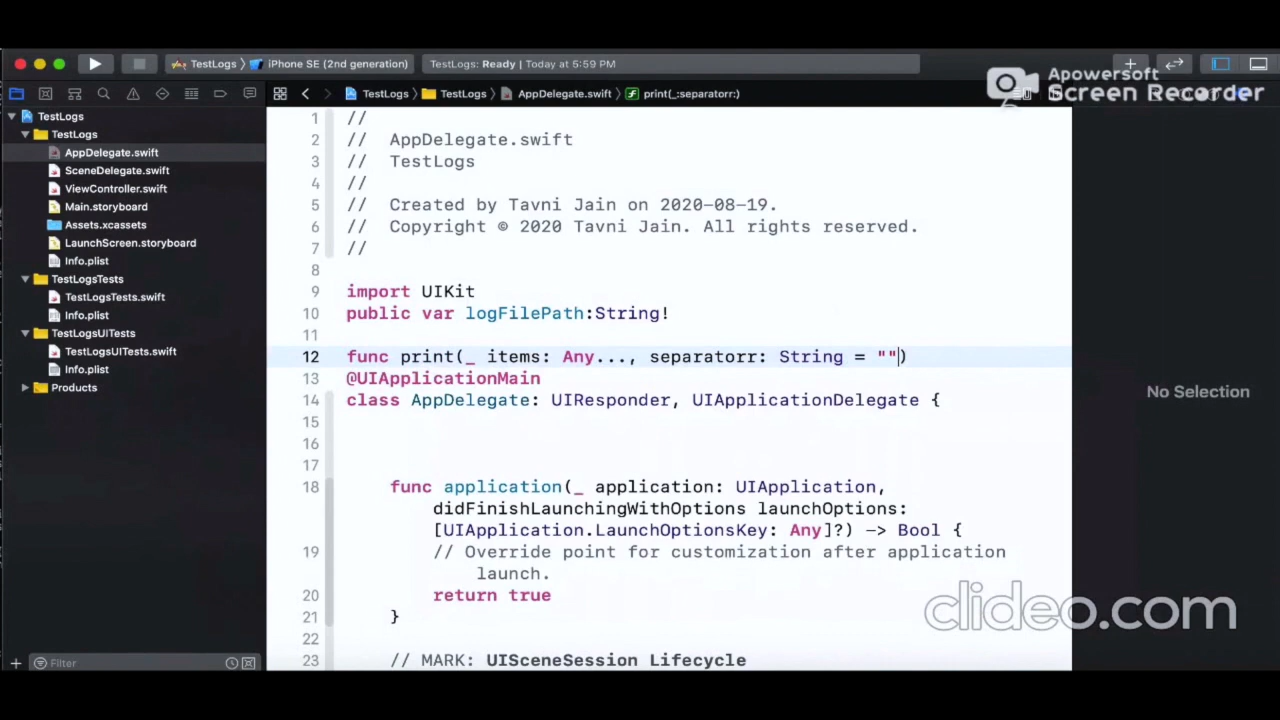 TestLogs 〉 iPhone SE (2nd generation)
TestLogs: Ready | Today at 5:59 PM
Apowersoft
Screen Recorder
TestLogs 〉 TestLogs 〉 AppDelegate.swift 〉 print(_:separatorr:)
TestLogs
TestLogs
AppDelegate.swift
SceneDelegate.swift
ViewController.swift
Main.storyboard
Assets.xcassets
LaunchScreen.storyboard
Info.plist
TestLogsTests
TestLogsTests.swift
Info.plist
TestLogsUITests
TestLogsUITests.swift
Info.plist
Products
Filter
1 //
2 // AppDelegate.swift
3 // TestLogs
4 //
5 // Created by Tavni Jain on 2020-08-19.
6 // Copyright © 2020 Tavni Jain. All rights reserved.
7 //
8
9 import UIKit
10 public var logFilePath:String!
11
12 func print(_ items: Any..., separatorr: String = "")
13 @UIApplicationMain
14 class AppDelegate: UIResponder, UIApplicationDelegate {
15
16
17
18 func application(_ application: UIApplication,
didFinishLaunchingWithOptions launchOptions:
[UIApplication.LaunchOptionsKey: Any]?) -> Bool {
19 // Override point for customization after application
launch.
20 return true
21 }
22
23 // MARK: UISceneSession Lifecycle
No Selection
clideo.com